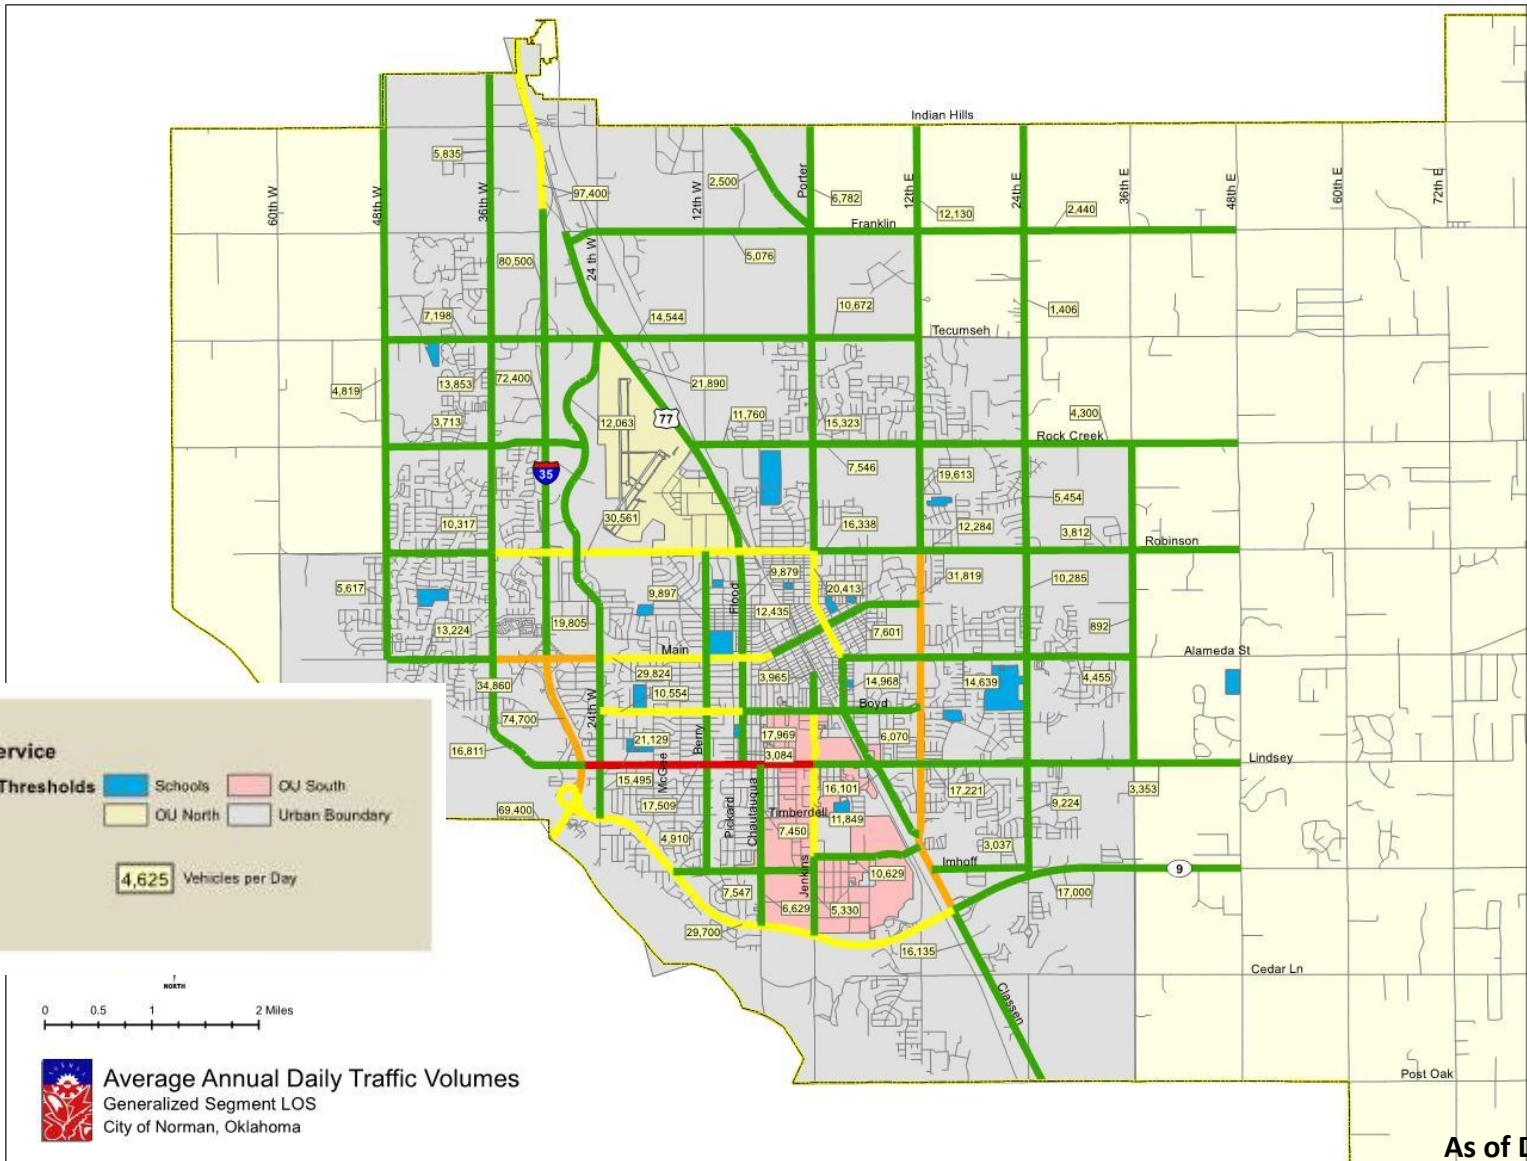 Indian Hills
5,835
97,400
2,500
Porter
6,782
12th E
12,130
24th E
2,440
36th E
48th E
60th E
72th E
60th W
48th W
36th W
12th W
Franklin
80,500
24 th W
5,076
7,198
14,544
10,672
1,406
Tecumseh
4,819
13,853
72,400
21,890
3,713
12,063
77
11,760
15,323
4,300
Rock Creek
35
7,546
19,613
5,454
10,317
30,561
16,338
12,284
3,812
Robinson
5,617
9,897
Flood
9,879
20,413
31,819
10,285
12,435
13,224
19,805
7,601
892
Main
Alameda St
34,860
29,824
3,965
14,968
14,639
4,455
10,554
24th W
Boyd
74,700
16,811
21,129
Berry
17,969
6,070
3,084
Lindsey
McGee
15,495
16,101
17,221
3,353
69,400
17,509
Pickard
Chautauqua
Timberdell
11,849
9,224
4,910
7,450
3,037
Imhoff
Jenkins
10,629
9
7,547
6,629
5,330
17,000
29,700
16,135
Cedar Ln
Classen
Post Oak
ervice
Thresholds
Schools
OU South
OU North
Urban Boundary
4,625 Vehicles per Day
NORTH
0 0.5 1 2 Miles
Average Annual Daily Traffic Volumes
Generalized Segment LOS
City of Norman, Oklahoma
As of D